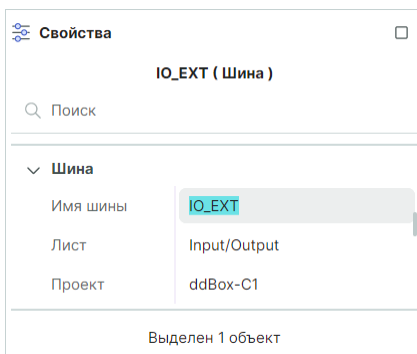 Свойства
IO_EXT ( Шина )
Поиск
Шина
Имя шины IO_EXT
Лист Input/Output
Проект ddBox-C1
Выделен 1 объект